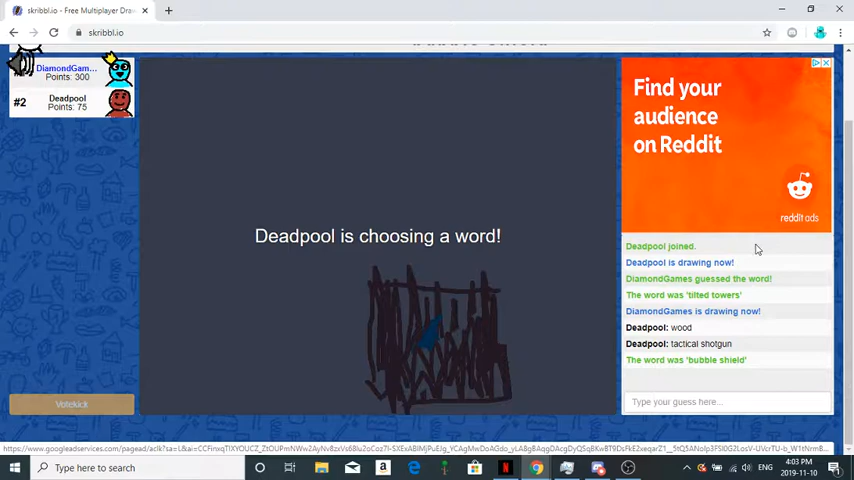 skribbl.io - Free Multiplayer Dra
skribbl.io
DiamondGam...
Points: 300
#2
Deadpool
Points: 75
Deadpool is choosing a word!
Find your
audience
on Reddit
reddit ads
Deadpool joined.
Deadpool is drawing now!
DiamondGames guessed the word!
The word was 'tilted towers'
DiamondGames is drawing now!
Deadpool: wood
Deadpool: tactical shotgun
The word was 'bubble shield'
Type your guess here...
Votekick
Type here to search
ENG
4:03 PM
2019-11-10